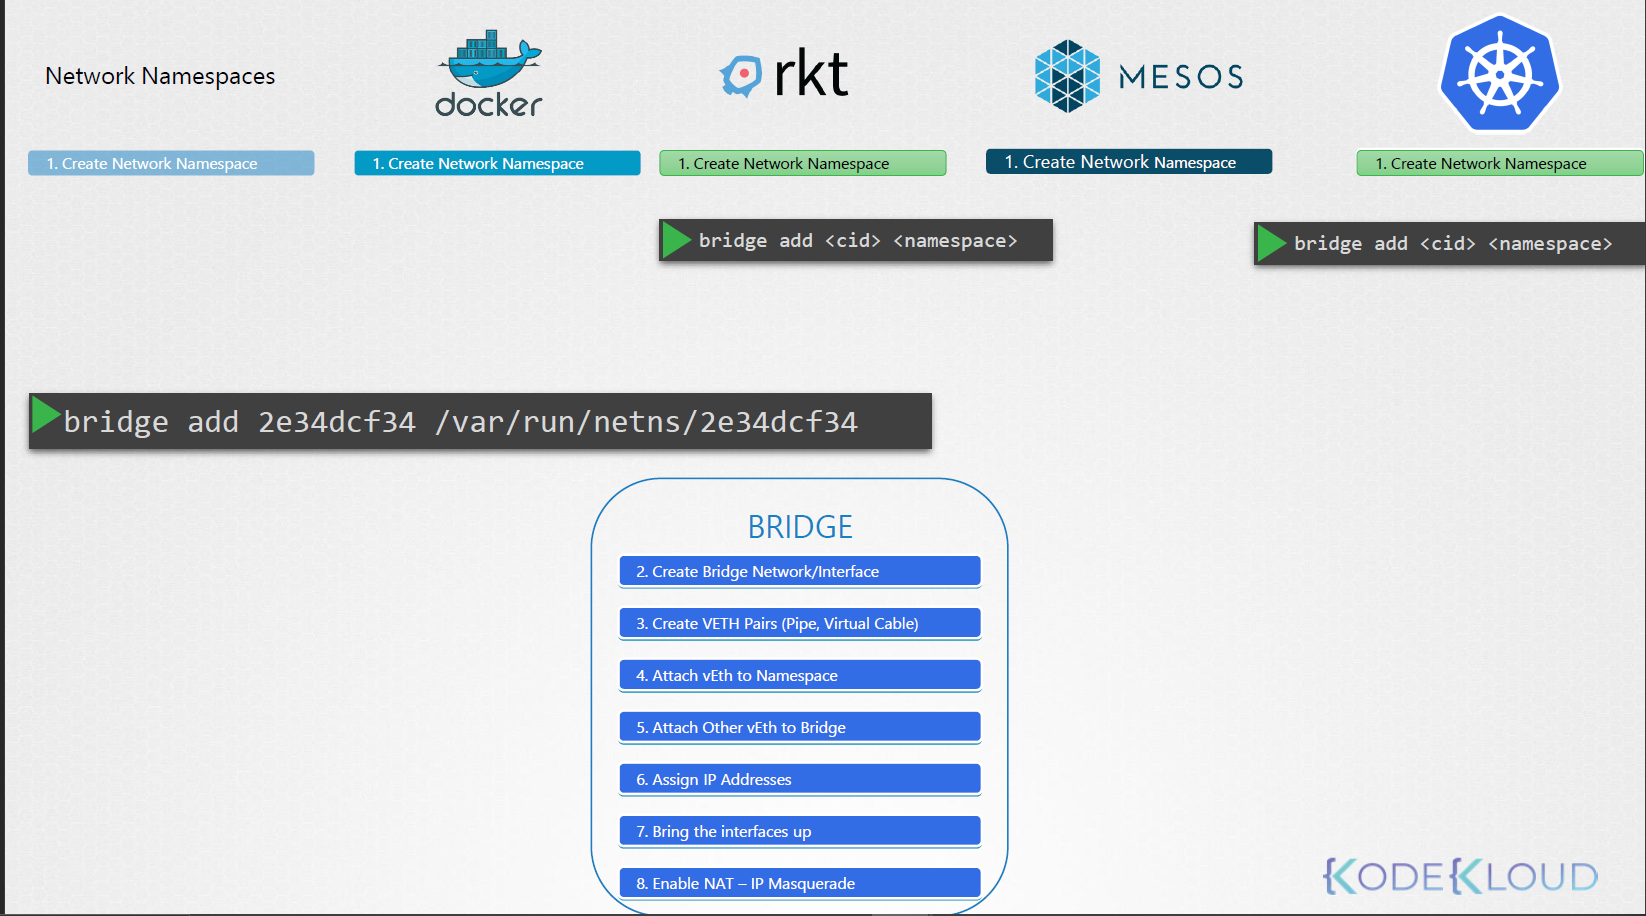 Network Namespaces
docker
rkt
MESOS
1. Create Network Namespace
1. Create Network Namespace
1. Create Network Namespace
1. Create Network Namespace
1. Create Network Namespace
bridge add <cid> <namespace>
bridge add <cid> <namespace>
bridge add 2e34dcf34 /var/run/netns/2e34dcf34
BRIDGE
2. Create Bridge Network/Interface
3. Create VETH Pairs (Pipe, Virtual Cable)
4. Attach vEth to Namespace
5. Attach Other vEth to Bridge
6. Assign IP Addresses
7. Bring the interfaces up
8. Enable NAT – IP Masquerade
KODEKLOUD